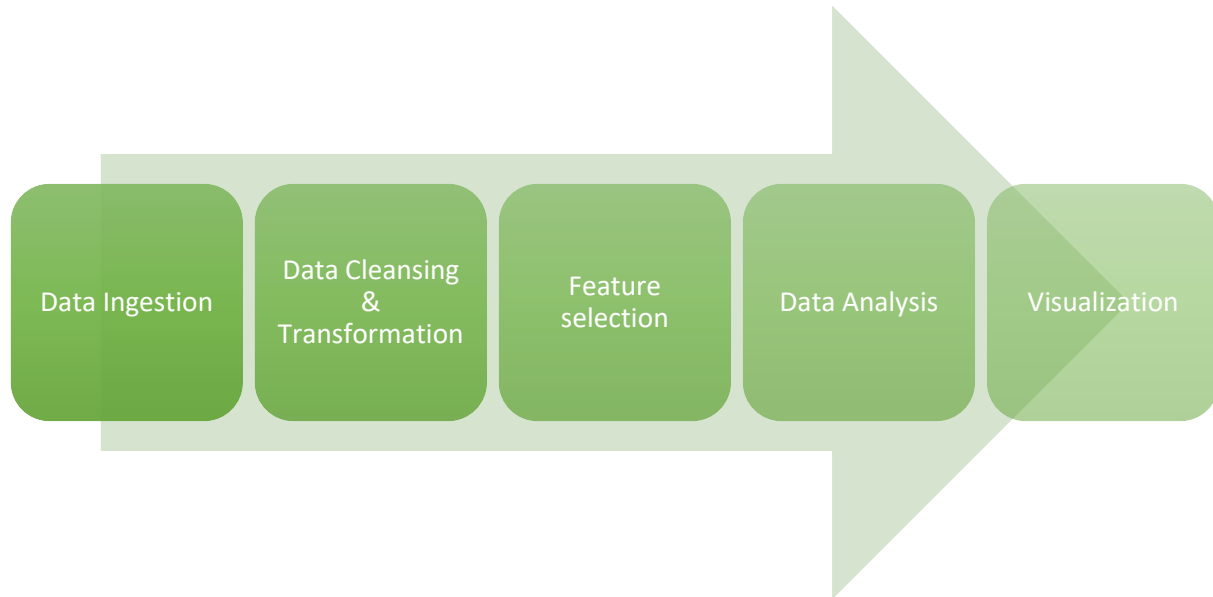 Data Ingestion
Data Cleansing
&
Transformation
Feature
selection
Data Analysis
Visualization